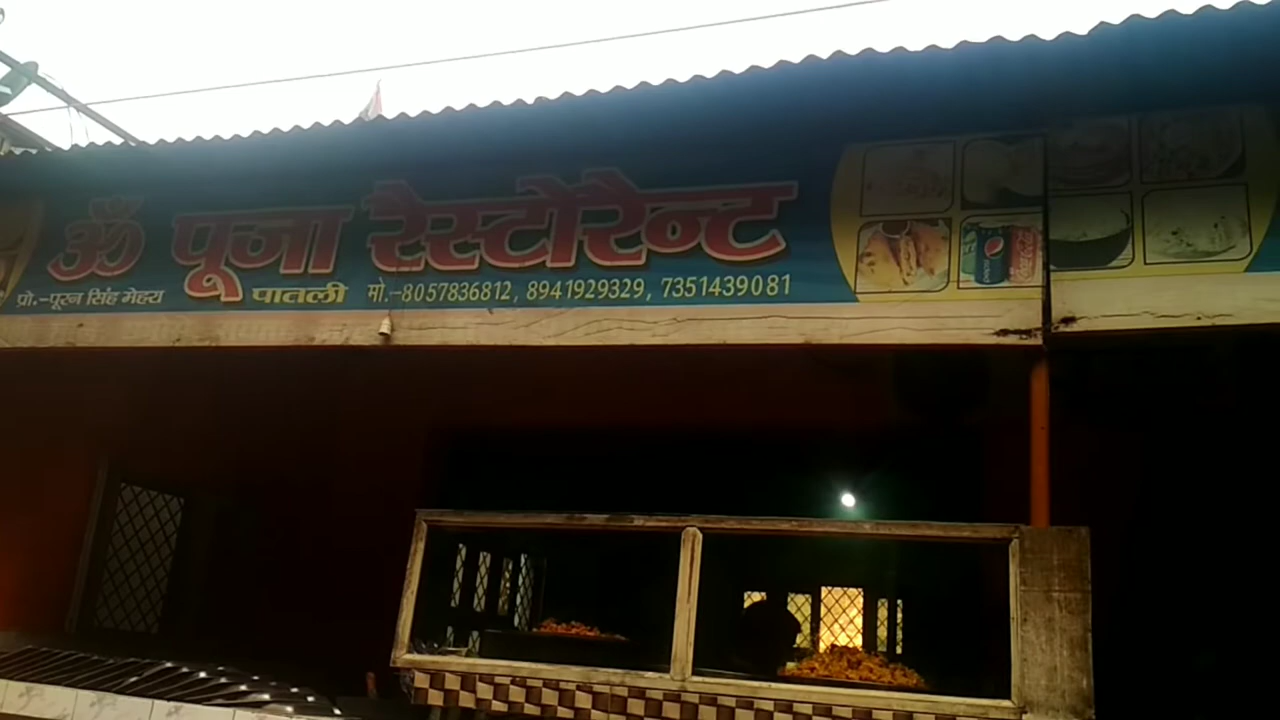 ॐ पूजा रैस्टोरैन्ट
प्रो.-पूरन सिंह मेहरा पातली मो.-8057836812, 8941929329, 7351439081